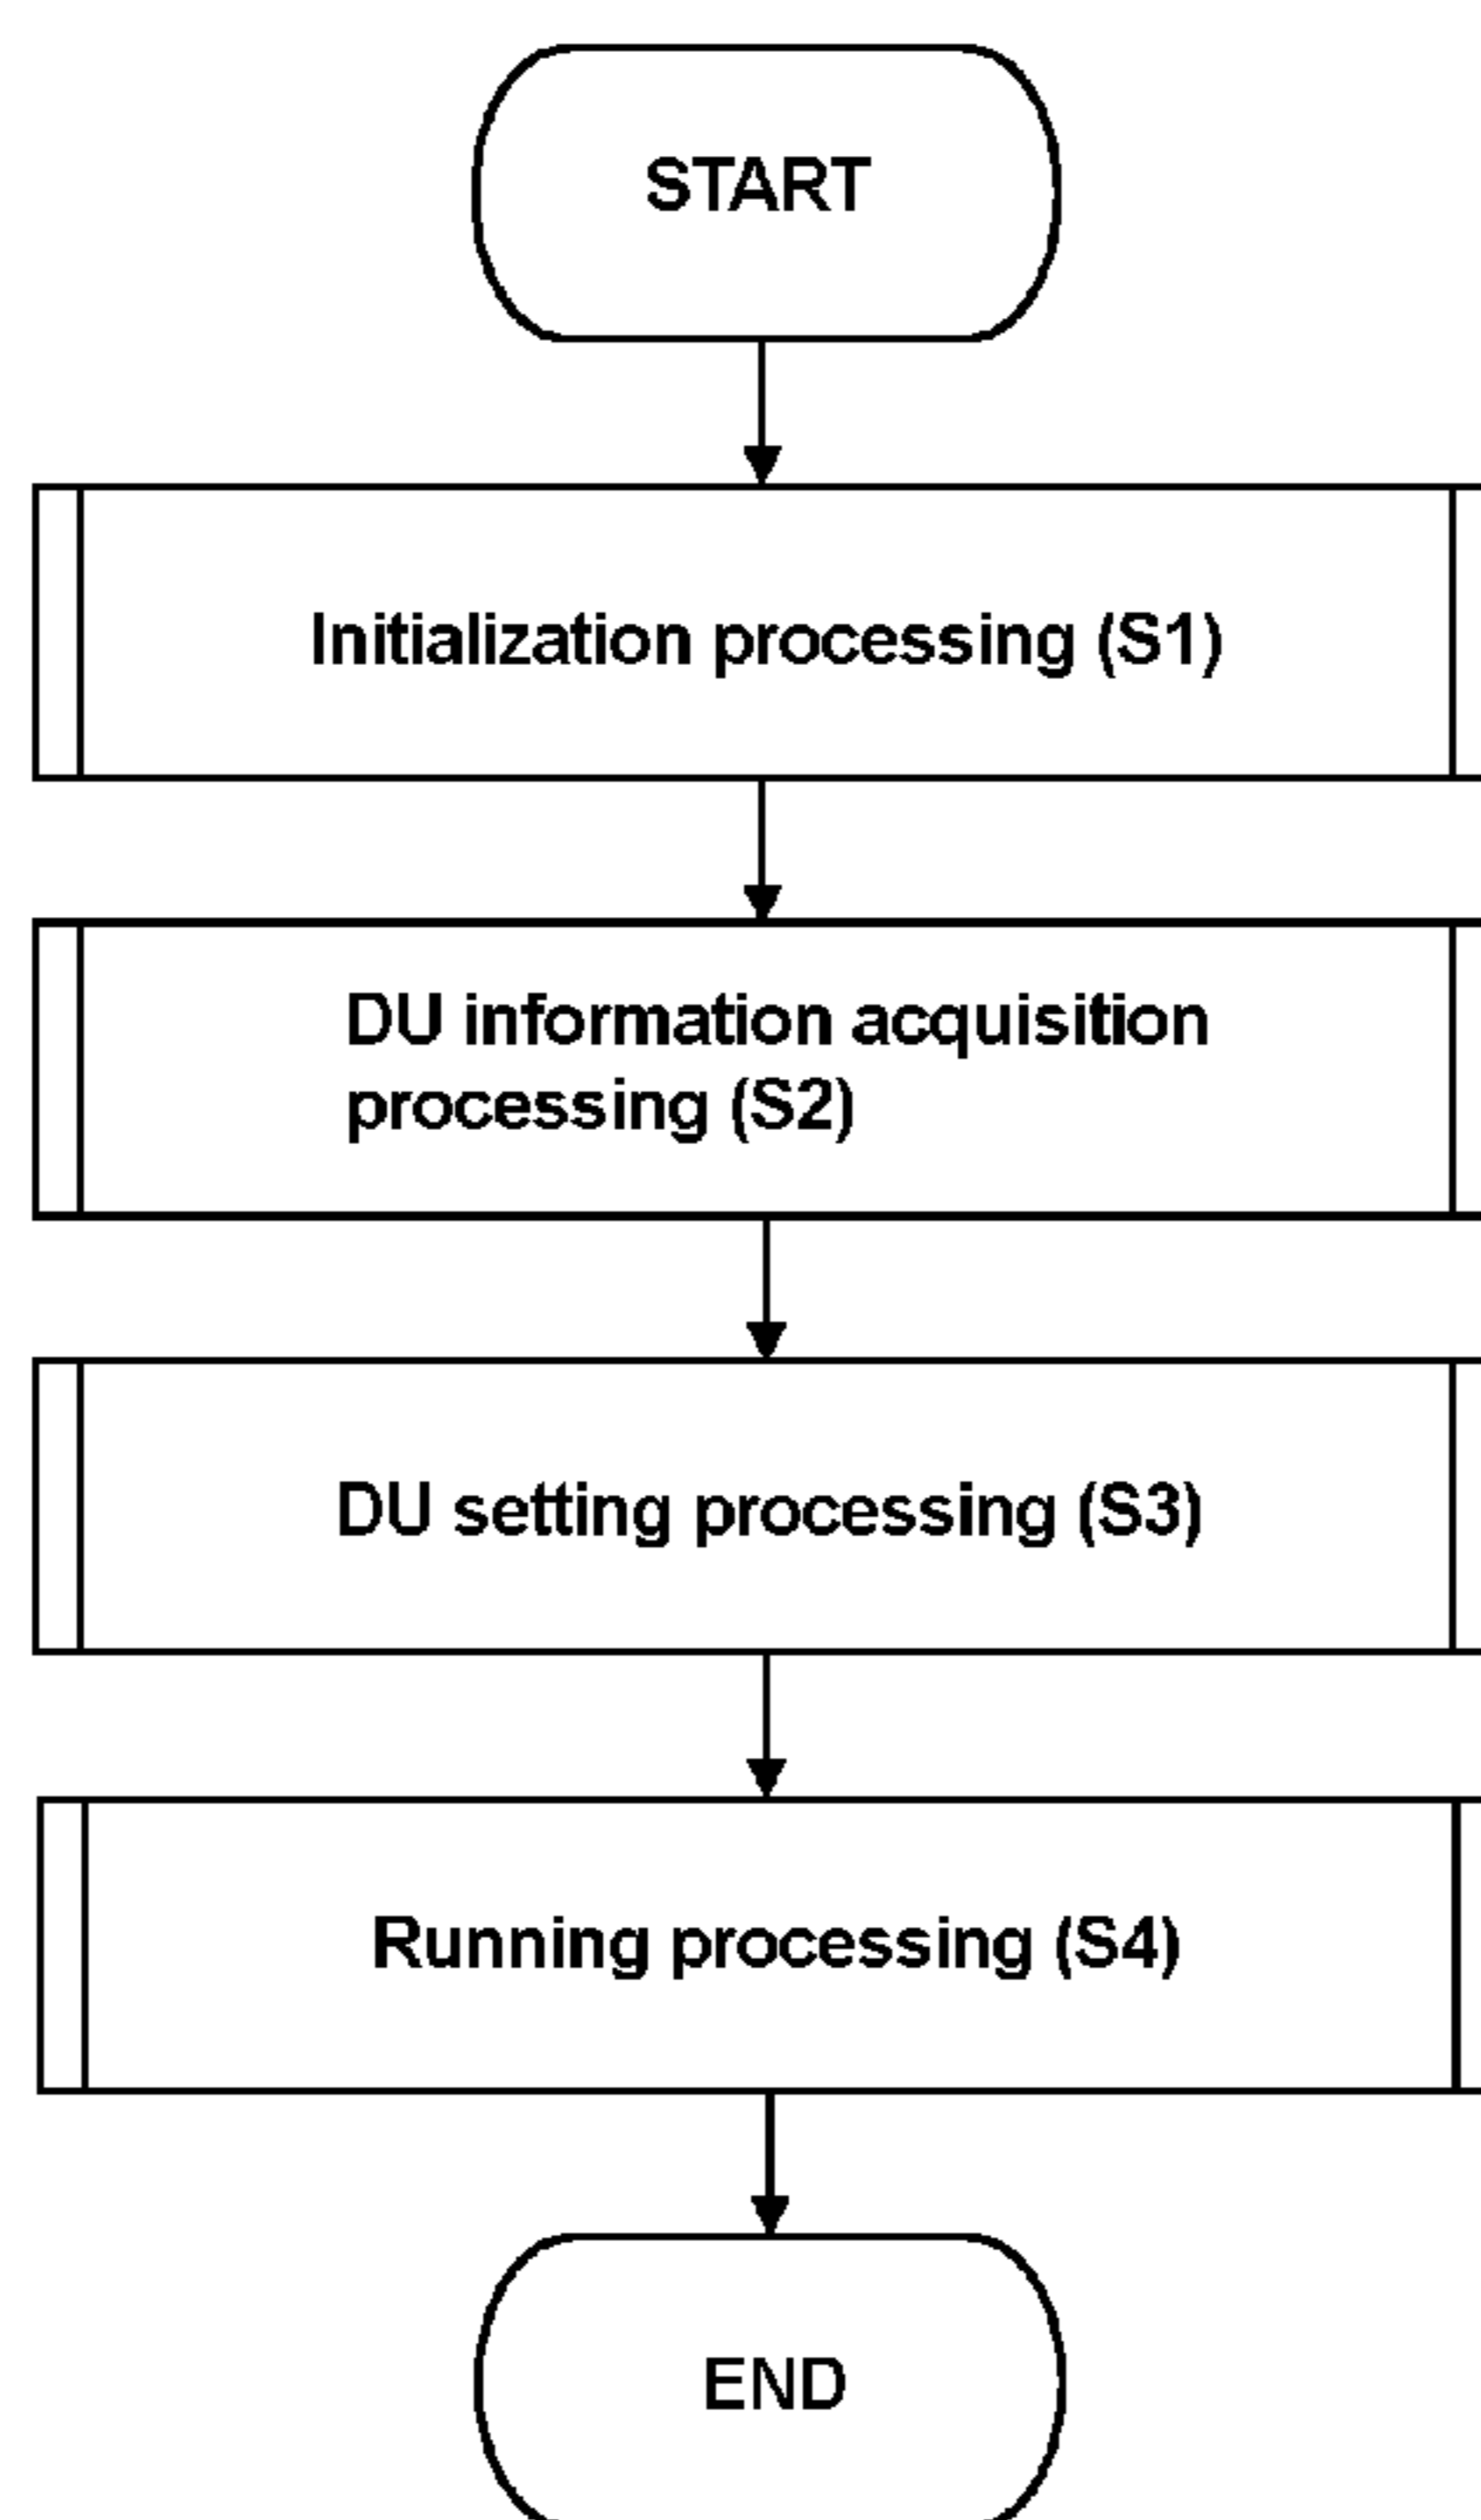 START
Initialization processing (S1)
DU information acquisition
processing (S2)
DU setting processing (S3)
Running processing (S4)
END